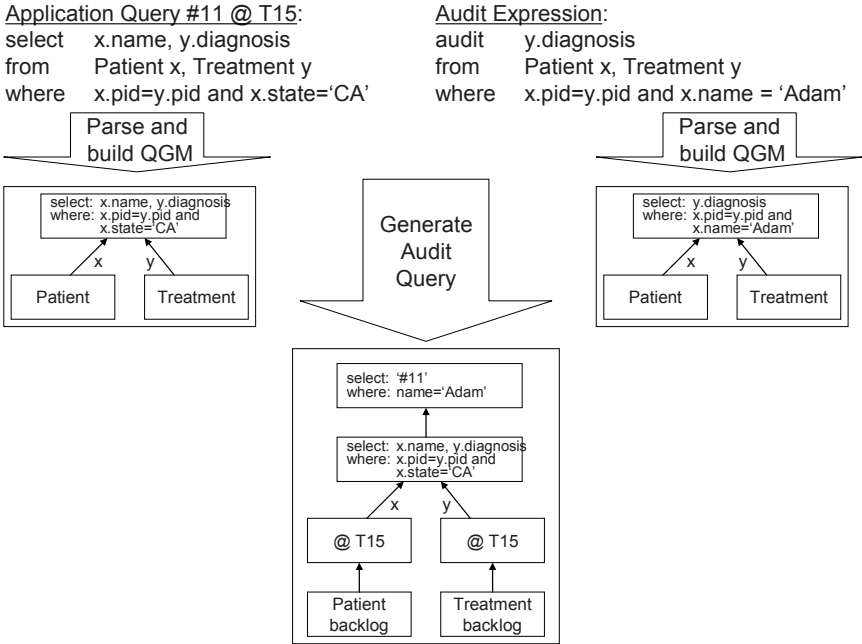 Application Query #11 @ T15:
select x.name, y.diagnosis
from Patient x, Treatment y
where x.pid=y.pid and x.state=‘CA’
Audit Expression:
audit y.diagnosis
from Patient x, Treatment y
where x.pid=y.pid and x.name = ‘Adam’
Parse and
build QGM
Parse and
build QGM
select: x.name, y.diagnosis
where: x.pid=y.pid and
x.state=‘CA’
x y
Patient Treatment
Generate
Audit
Query
select: y.diagnosis
where: x.pid=y.pid and
x.name=‘Adam’
x y
Patient Treatment
select: ‘#11’
where: name=‘Adam’
select: x.name, y.diagnosis
where: x.pid=y.pid and
x.state=‘CA’
x y
@ T15 @ T15
Patient
backlog
Treatment
backlog